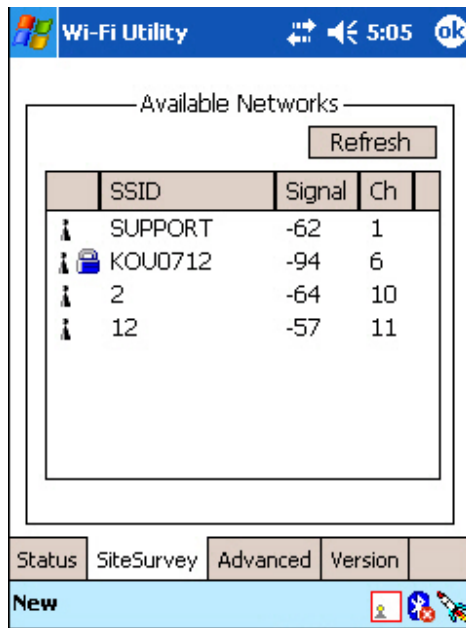 Wi-Fi Utility 5:05 ok
Available Networks
Refresh
SSID Signal Ch
SUPPORT -62 1
KOU0712 -94 6
2 -64 10
12 -57 11
Status SiteSurvey Advanced Version
New